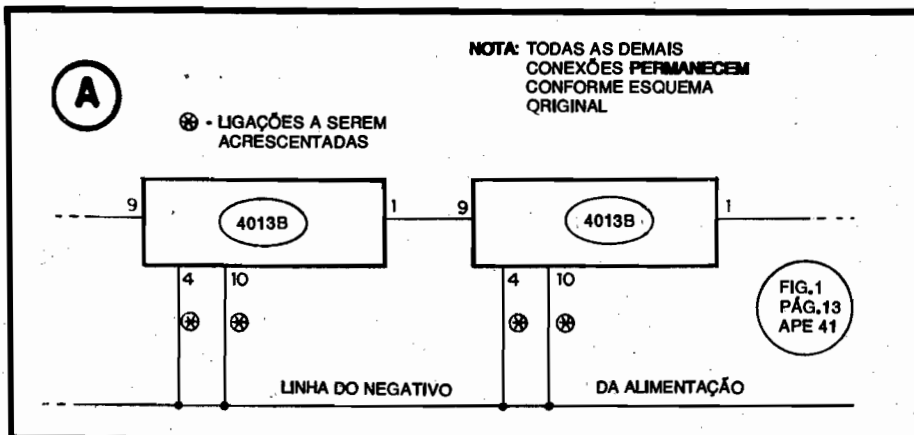 A
NOTA: TODAS AS DEMAIS
CONEXÕES PERMANECEM
CONFORME ESQUEMA
QRIGINAL
⊛ - LIGAÇÕES A SEREM
ACRESCENTADAS
9
4013B
1
9
4013B
1
4
10
4
10
⊛
⊛
⊛
⊛
FIG.1
PÁG.13
APE 41
LINHA DO NEGATIVO
DA ALIMENTAÇÃO